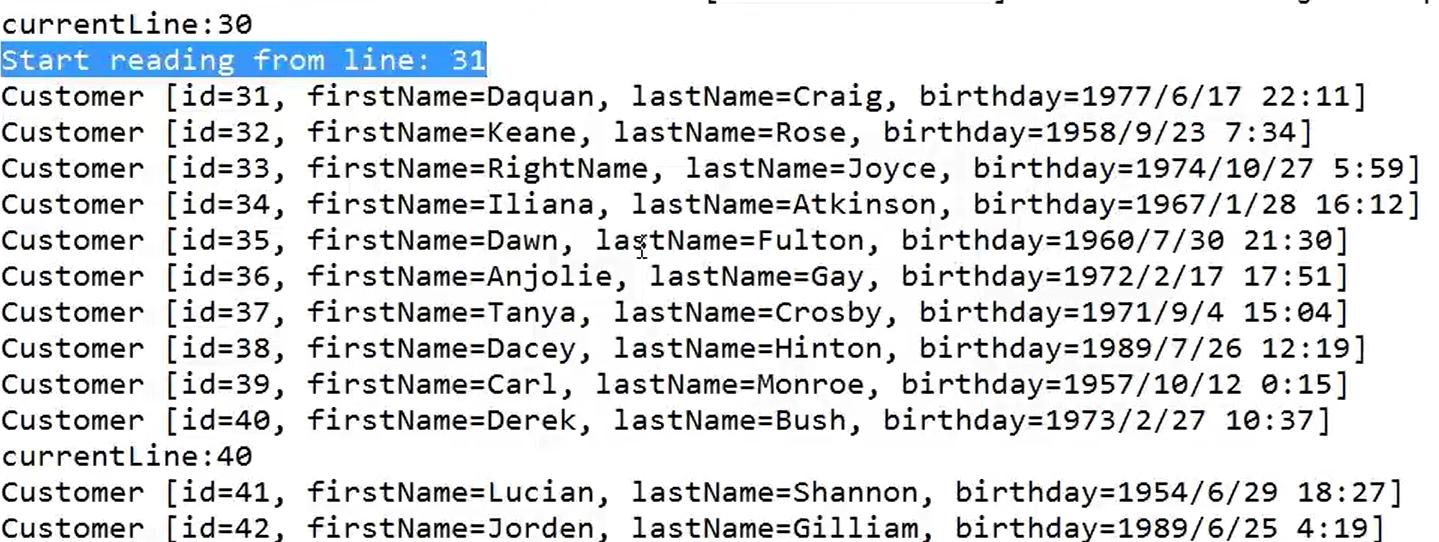 currentLine:30
Start reading from line: 31
Customer [id=31, firstName=Daquan, lastName=Craig, birthday=1977/6/17 22:11]
Customer [id=32, firstName=Keane, lastName=Rose, birthday=1958/9/23 7:34]
Customer [id=33, firstName=RightName, lastName=Joyce, birthday=1974/10/27 5:59]
Customer [id=34, firstName=Iliana, lastName=Atkinson, birthday=1967/1/28 16:12]
Customer [id=35, firstName=Dawn, lastName=Fulton, birthday=1960/7/30 21:30]
Customer [id=36, firstName=Anjolie, lastName=Gay, birthday=1972/2/17 17:51]
Customer [id=37, firstName=Tanya, lastName=Crosby, birthday=1971/9/4 15:04]
Customer [id=38, firstName=Dacey, lastName=Hinton, birthday=1989/7/26 12:19]
Customer [id=39, firstName=Carl, lastName=Monroe, birthday=1957/10/12 0:15]
Customer [id=40, firstName=Derek, lastName=Bush, birthday=1973/2/27 10:37]
currentLine:40
Customer [id=41, firstName=Lucian, lastName=Shannon, birthday=1954/6/29 18:27]
Customer [id=42, firstName=Jorden, lastName=Gilliam, birthday=1989/6/25 4:19]